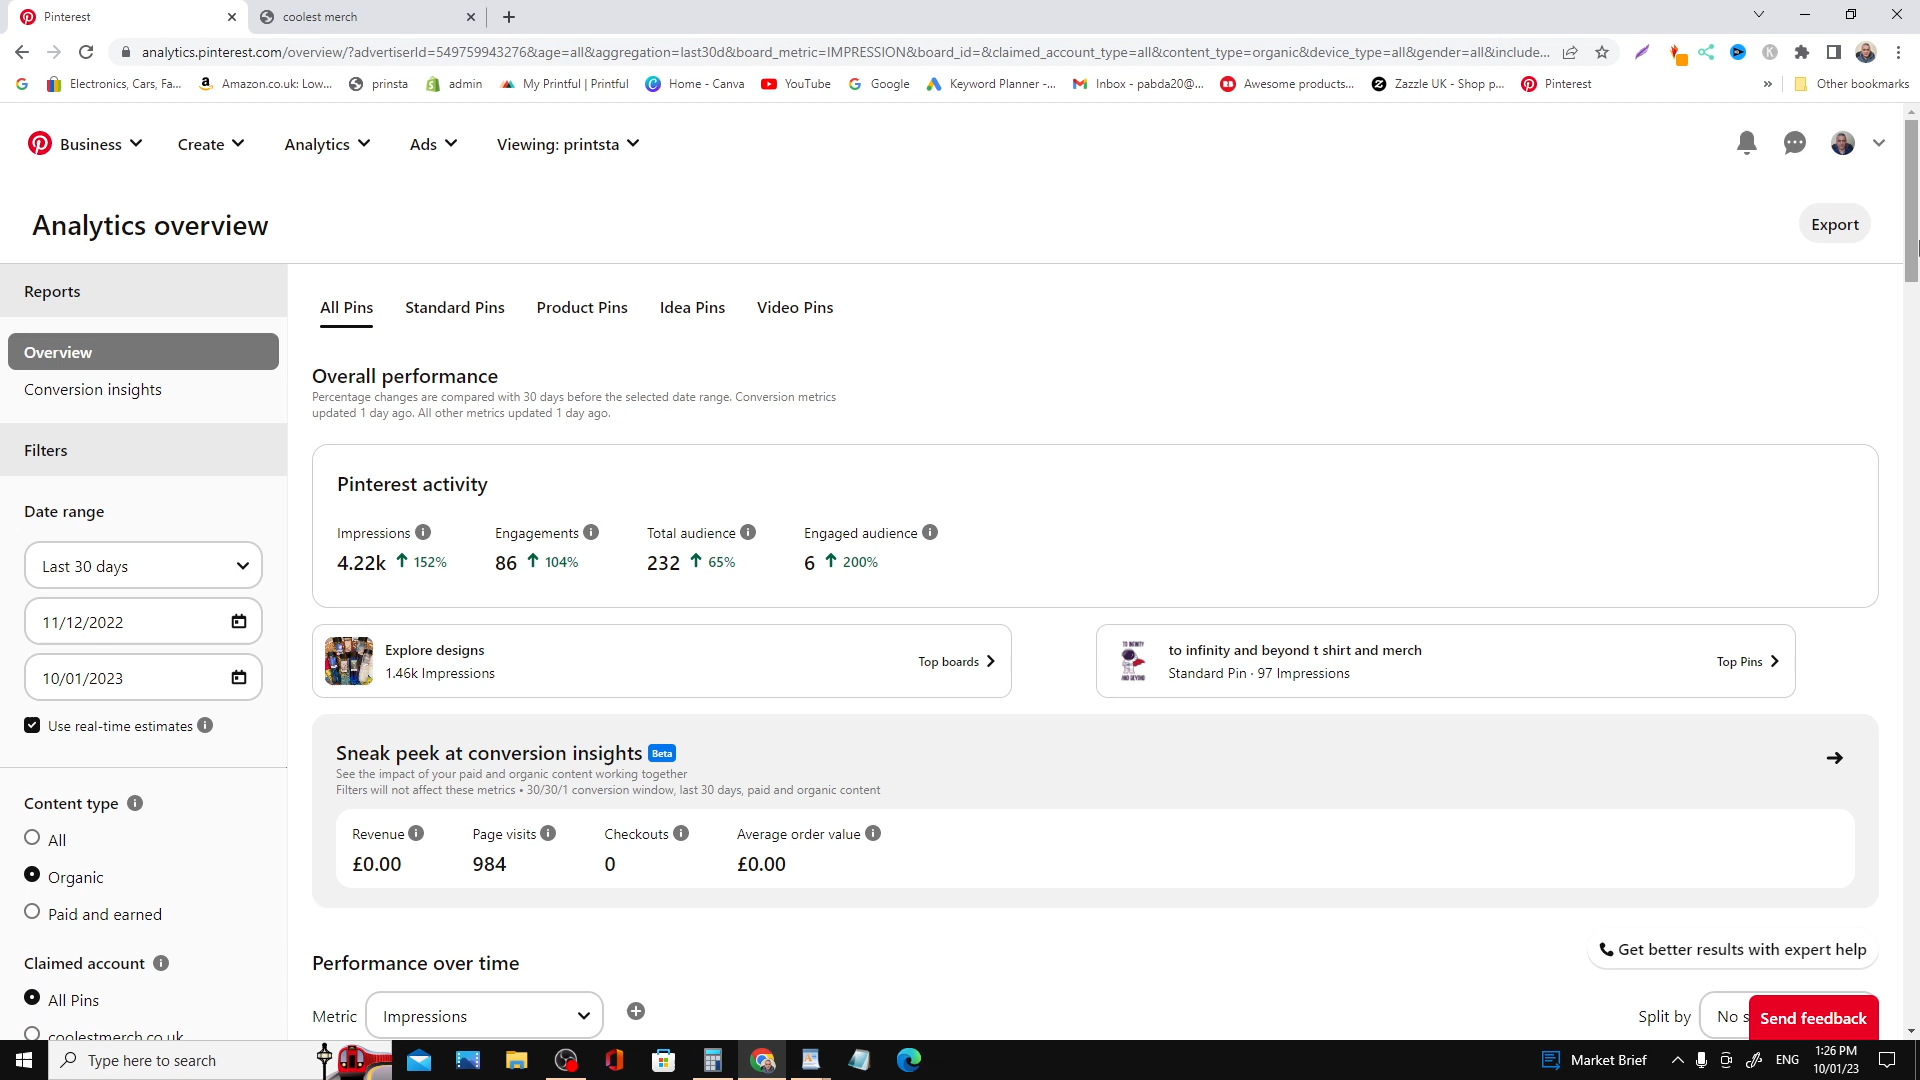 Pinterest
coolest merch
analytics.pinterest.com/overview/?advertiserId=549759943276&age=all&aggregation=last30d&board_metric=IMPRESSION&board_id=&claimed_account_type=all&content_type=organic&device_type=all&gender=all&include...
Electronics, Cars, Fa...
Amazon.co.uk: Low...
prinsta
admin
My Printful | Printful
Home - Canva
YouTube
Google
Keyword Planner -...
Inbox - pabda20@...
Awesome products...
Zazzle UK - Shop p...
Pinterest
»
Other bookmarks
Business
Create
Analytics
Ads
Viewing: printsta
Analytics overview
Export
Reports
Overview
Conversion insights
Filters
Date range
Last 30 days
11/12/2022
10/01/2023
Use real-time estimates
Content type
All
Organic
Paid and earned
Claimed account
All Pins
coolestmerch.co.uk
All Pins
Standard Pins
Product Pins
Idea Pins
Video Pins
Overall performance
Percentage changes are compared with 30 days before the selected date range. Conversion metrics
updated 1 day ago. All other metrics updated 1 day ago.
Pinterest activity
Impressions
4.22k 152%
Engagements
86 104%
Total audience
232 65%
Engaged audience
6 200%
Explore designs
1.46k Impressions
Top boards
TO INFINITY
AND BEYOND
to infinity and beyond t shirt and merch
Standard Pin · 97 Impressions
Top Pins
Sneak peek at conversion insights Beta
See the impact of your paid and organic content working together
Filters will not affect these metrics • 30/30/1 conversion window, last 30 days, paid and organic content
Revenue
£0.00
Page visits
984
Checkouts
0
Average order value
£0.00
Get better results with expert help
Performance over time
Metric
Impressions
Split by
No s
Send feedback
Type here to search
Market Brief
ENG
1:26 PM
10/01/23